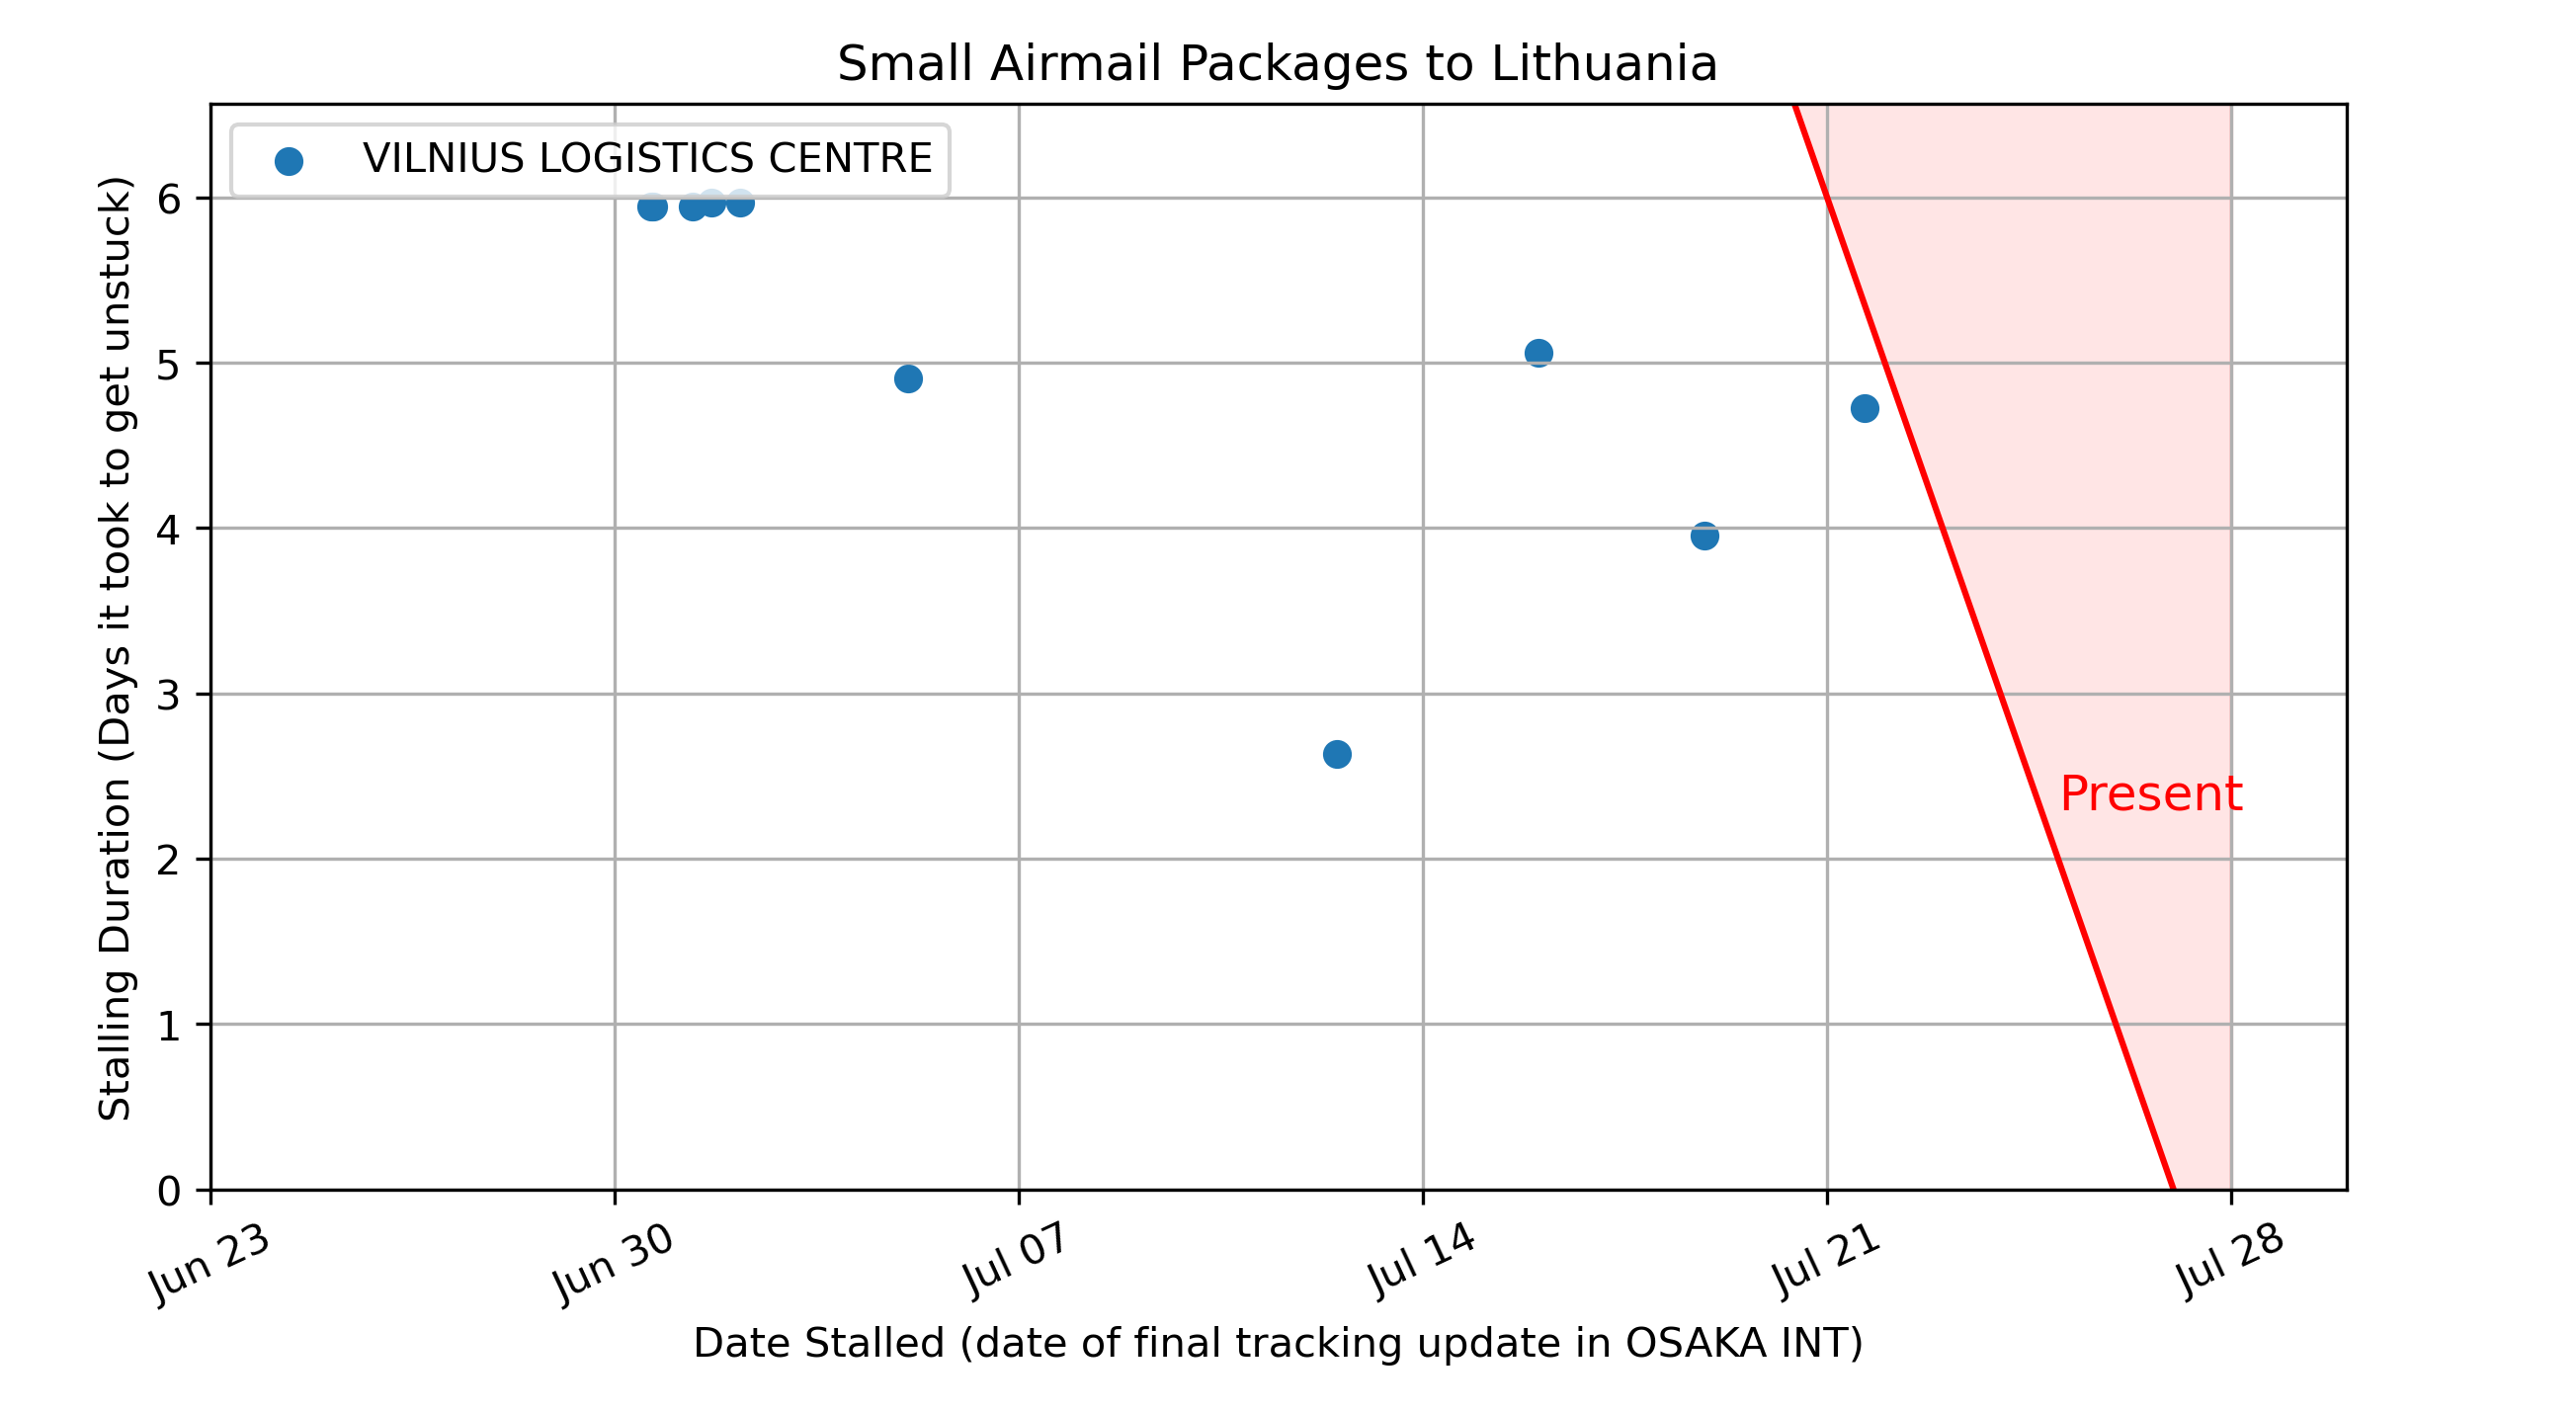 Small Airmail Packages to Lithuania
VILNIUS LOGISTICS CENTRE
Stalling Duration (Days it took to get unstuck)
6
5
4
3
2
1
0
Present
Jun 23
Jun 30
Jul 07
Jul 14
Jul 21
Jul 28
Date Stalled (date of final tracking update in OSAKA INT)